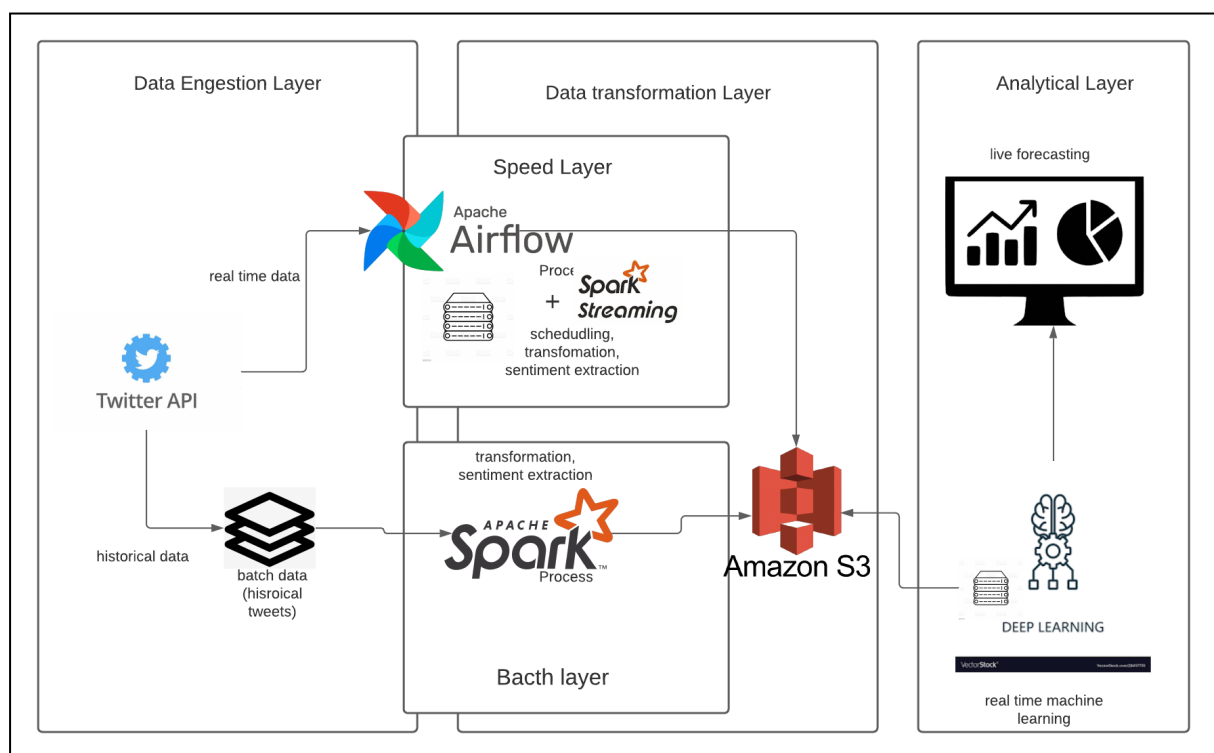 Data Engestion Layer
Data transformation Layer
Analytical Layer
Speed Layer
live forecasting
Apache
Airflow
real time data
Spark
Streaming
+
schedudling,
transfomation,
sentiment extraction
Twitter API
transformation,
sentiment extraction
historical data
batch data
(hisroical
tweets)
APACHE
Spark™
Process
Amazon S3
DEEP LEARNING
VectorStock®
real time machine
learning
Bacth layer